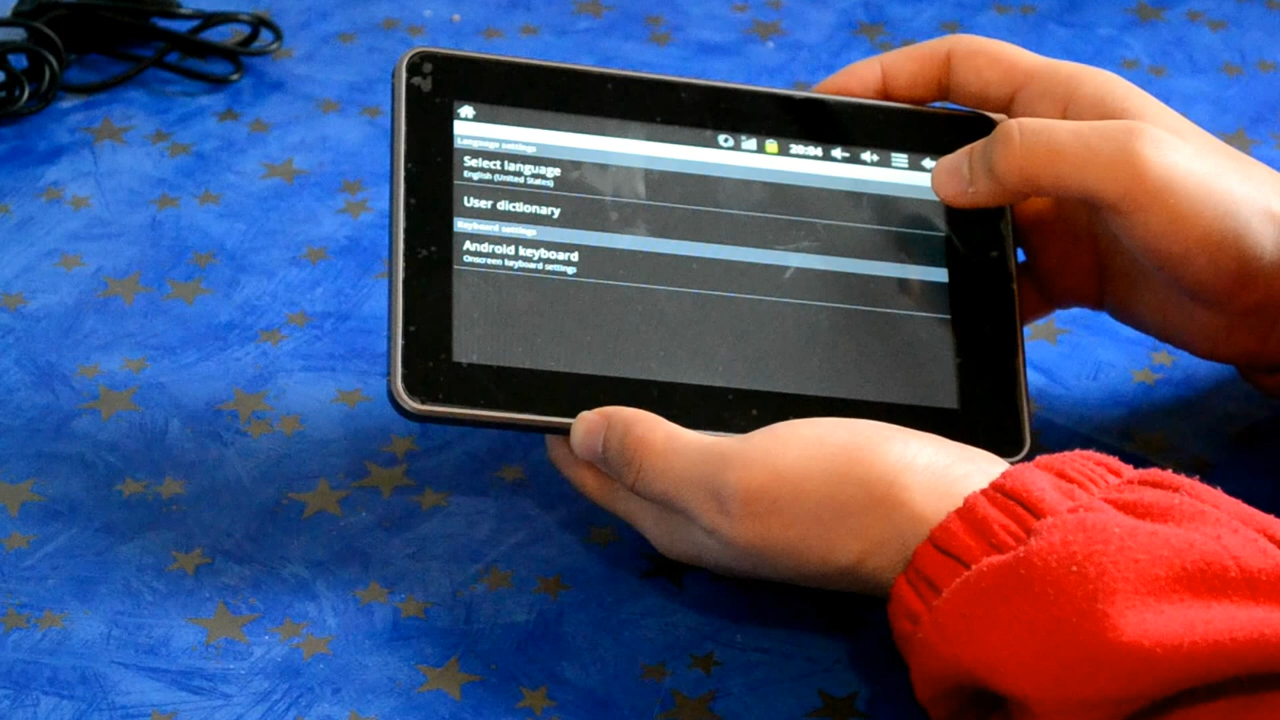 20:04
Language settings
Select language
English (United States)
User dictionary
Keyboard settings
Android keyboard
Onscreen keyboard settings